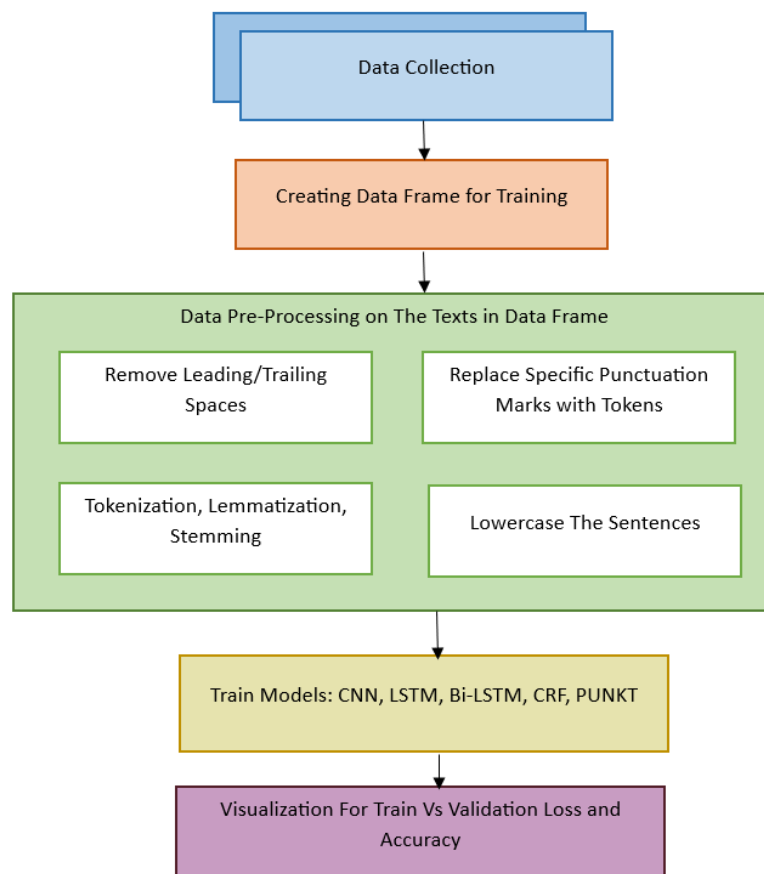 Data Collection
Creating Data Frame for Training
Data Pre-Processing on The Texts in Data Frame
Remove Leading/Trailing
Spaces
Replace Specific Punctuation
Marks with Tokens
Tokenization, Lemmatization,
Stemming
Lowercase The Sentences
Train Models: CNN, LSTM, Bi-LSTM, CRF, PUNKT
Visualization For Train Vs Validation Loss and
Accuracy